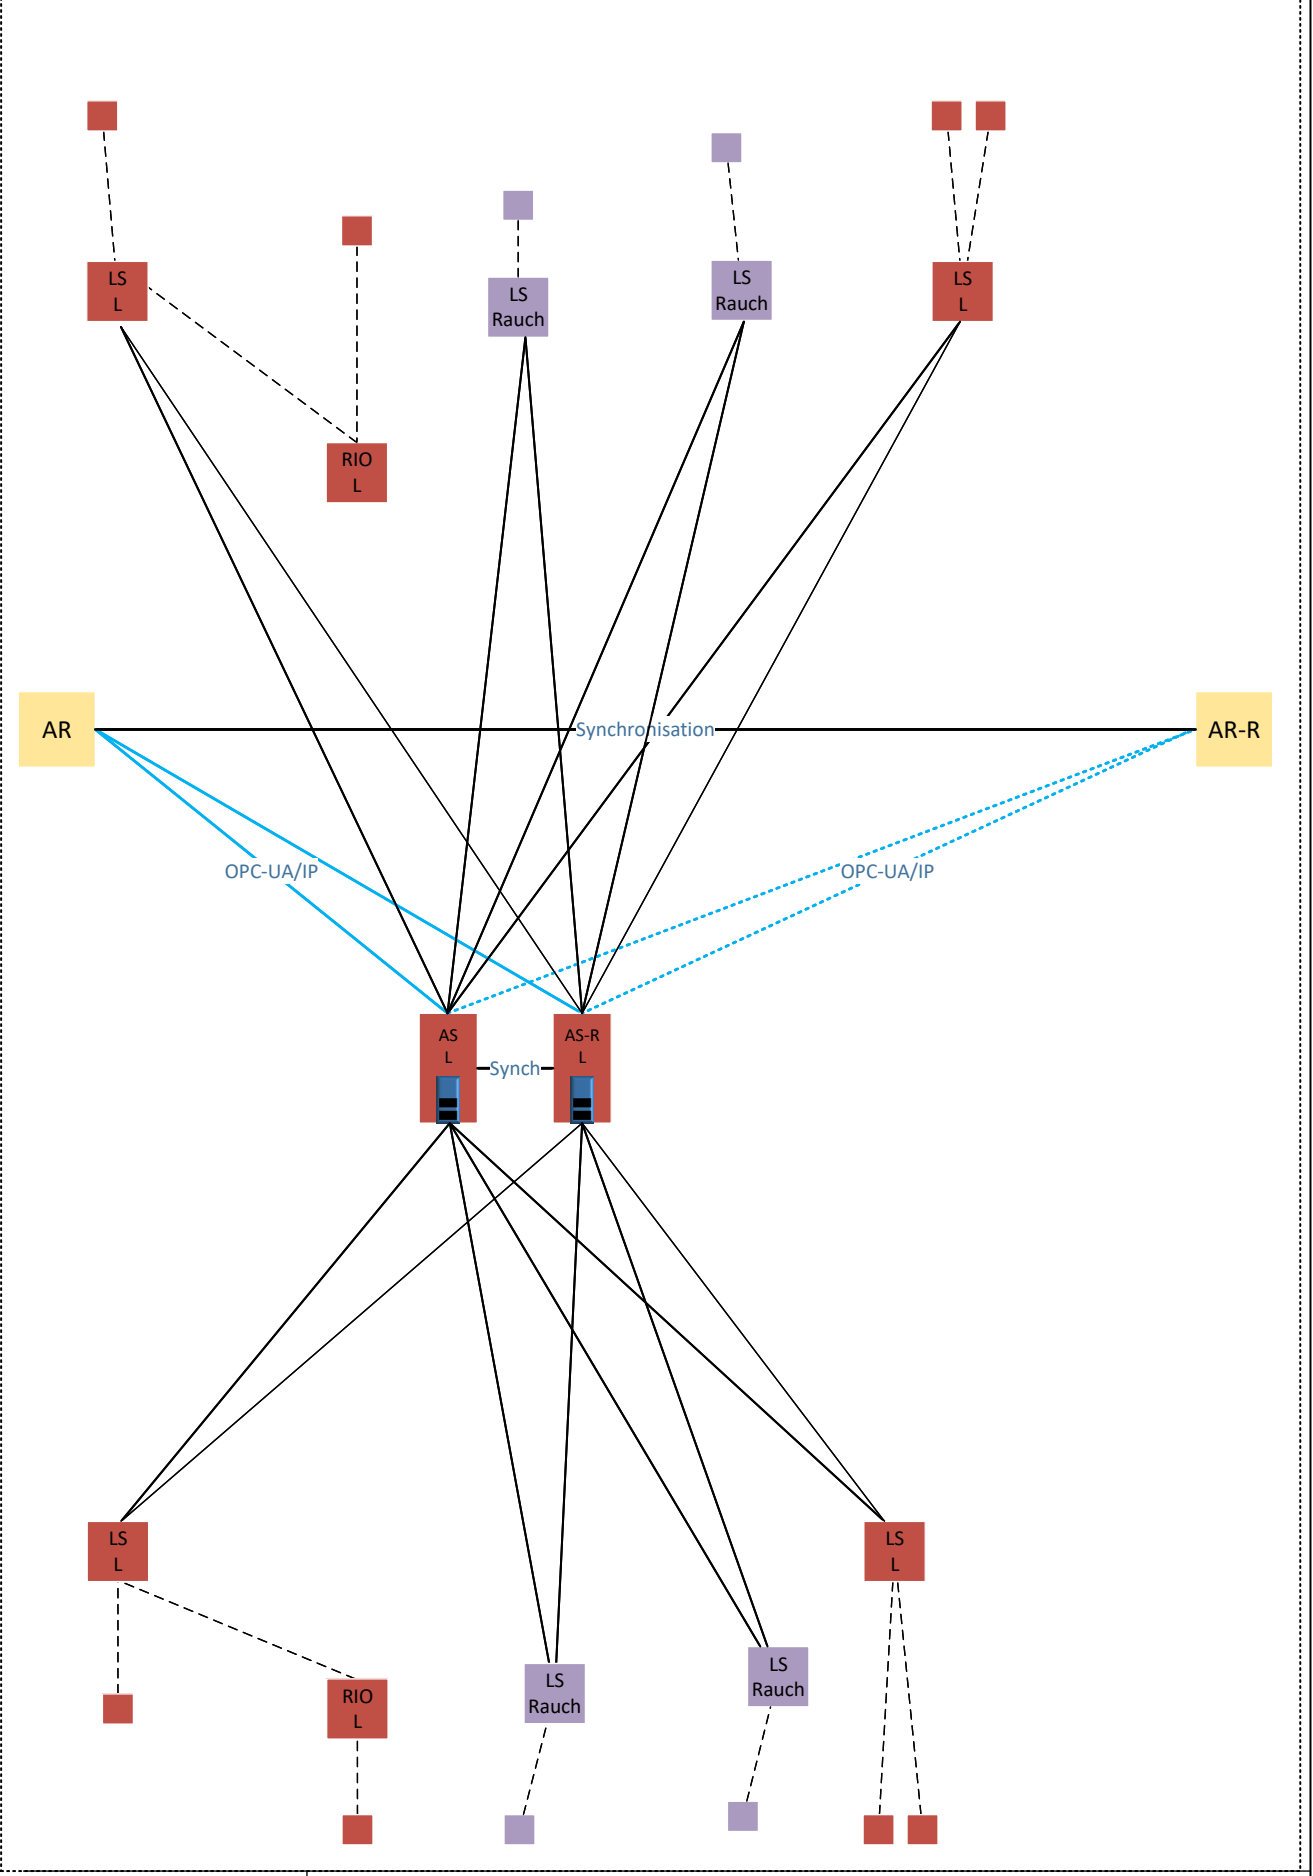 LS
L
LS
Rauch
LS
Rauch
LS
L
RIO
L
AR
Synchronisation
AR-R
OPC-UA/IP
OPC-UA/IP
AS
L
Synch
AS-R
L
LS
L
LS
L
RIO
L
LS
Rauch
LS
Rauch